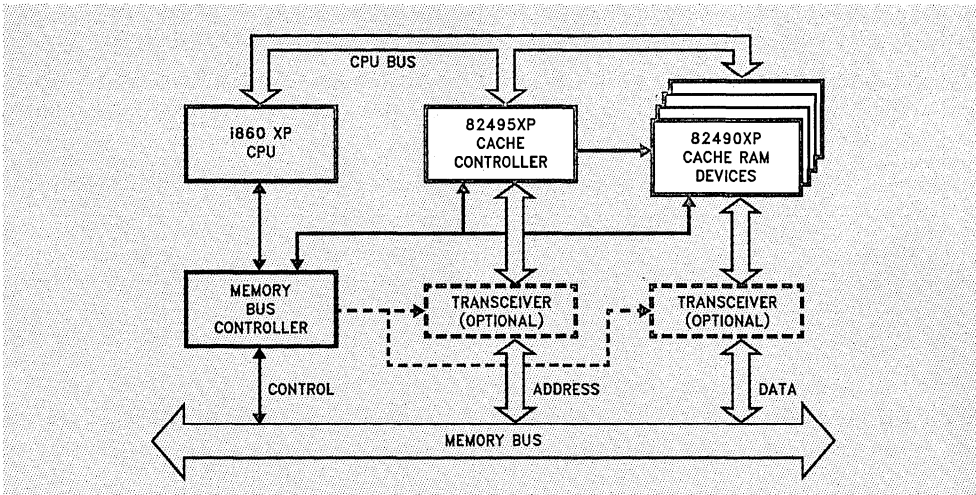 CPU BUS
i860 XP
CPU
82495XP
CACHE
CONTROLLER
82490XP
CACHE RAM
DEVICES
MEMORY
BUS
CONTROLLER
TRANSCEIVER
(OPTIONAL)
TRANSCEIVER
(OPTIONAL)
CONTROL
ADDRESS
DATA
MEMORY BUS